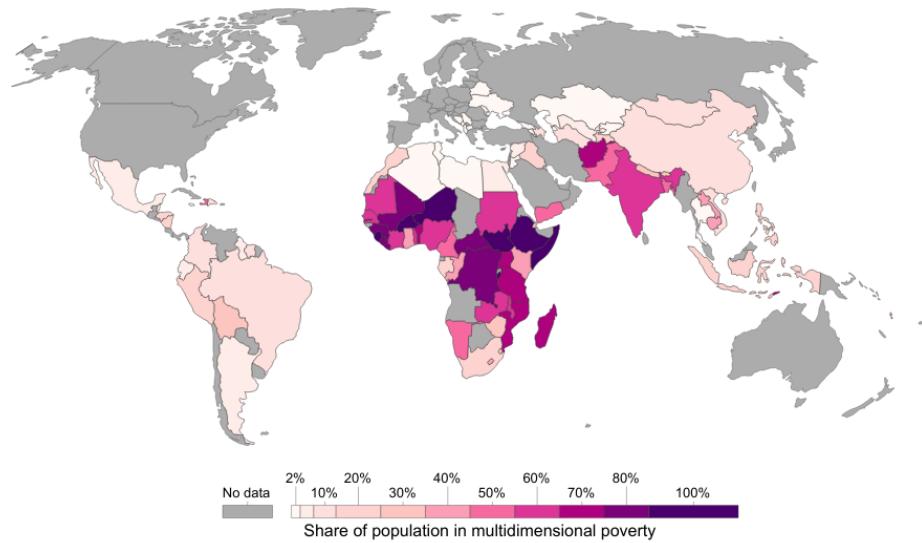 2% 20% 40% 60% 80%
No data 10% 30% 50% 70% 100%
Share of population in multidimensional poverty